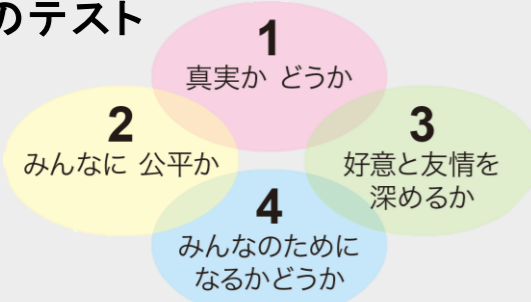 のテスト
1
真実か どうか
2
みんなに 公平か
3
好意と友情を
深めるか
4
みんなのために
なるかどうか